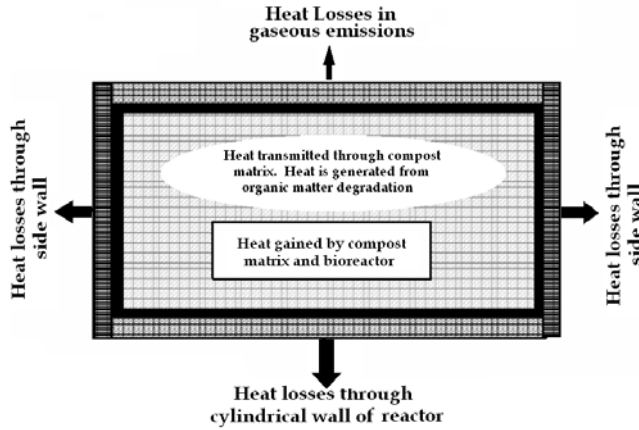 Heat Losses in
gaseous emissions
Heat losses through
side wall
Heat transmitted through compost
matrix. Heat is generated from
organic matter degradation
Heat gained by compost
matrix and bioreactor
Heat losses through
side wall
Heat losses through
cylindrical wall of reactor